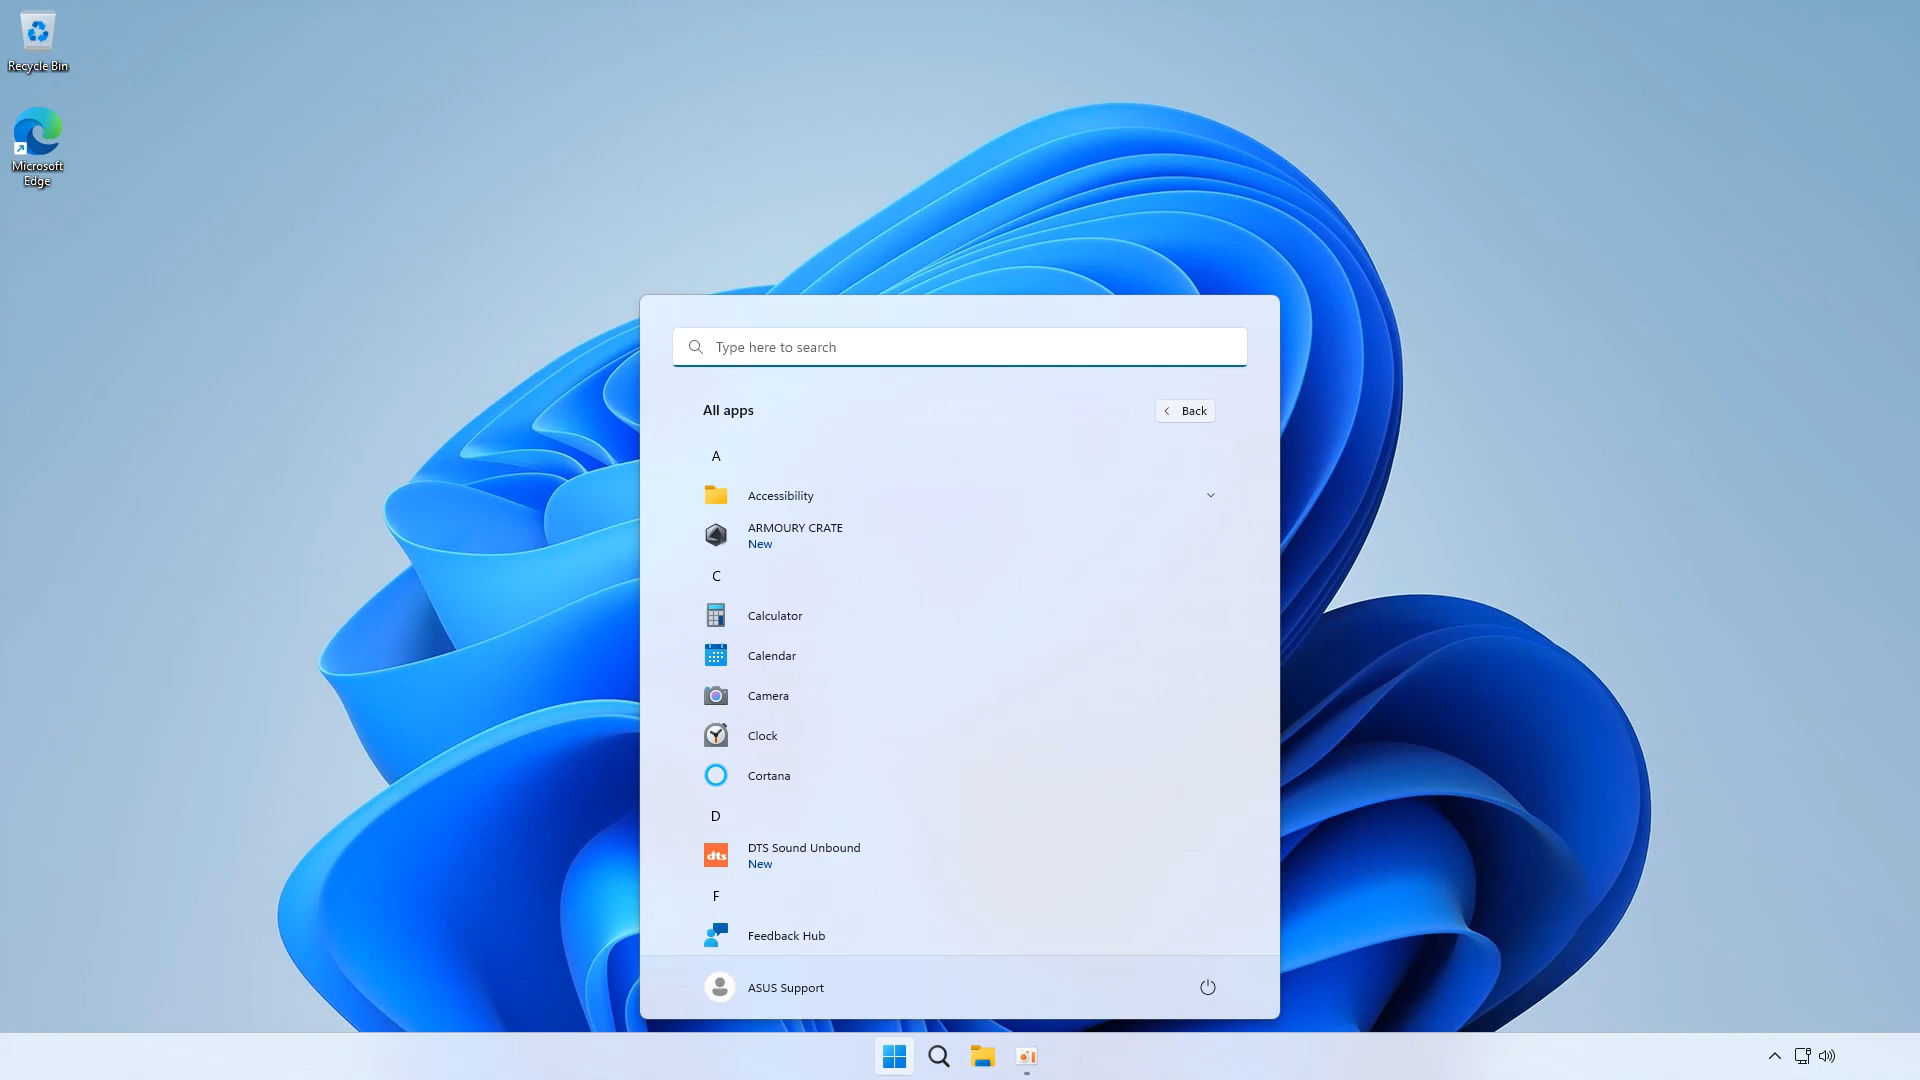 Recycle Bin
Microsoft
Edge
Type here to search
All apps
Back
A
Accessibility
ARMOURY CRATE
New
C
Calculator
Calendar
Camera
Clock
Cortana
D
dts
DTS Sound Unbound
New
F
Feedback Hub
ASUS Support